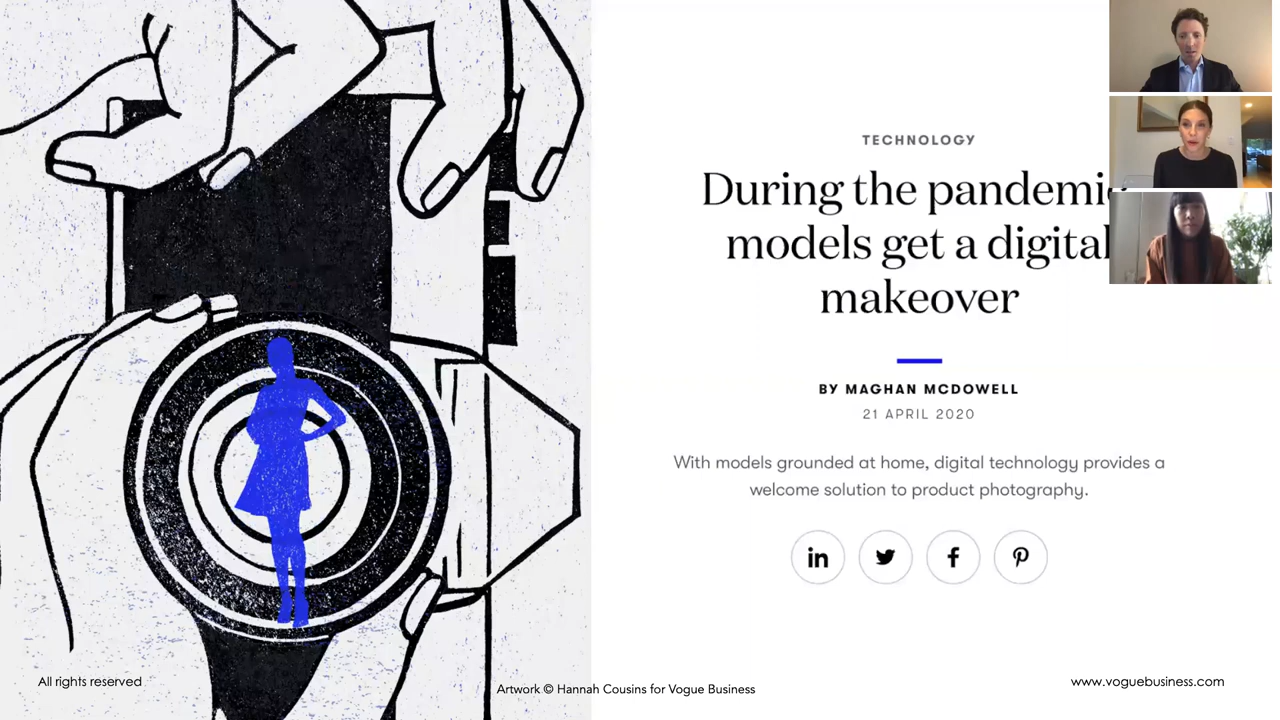 TECHNOLOGY
During the pandemic
models get a digital
makeover
BY MAGHAN MCDOWELL
21 APRIL 2020
With models grounded at home, digital technology provides a
welcome solution to product photography.
in
f
All rights reserved
Artwork © Hannah Cousins for Vogue Business
www.voguebusiness.com